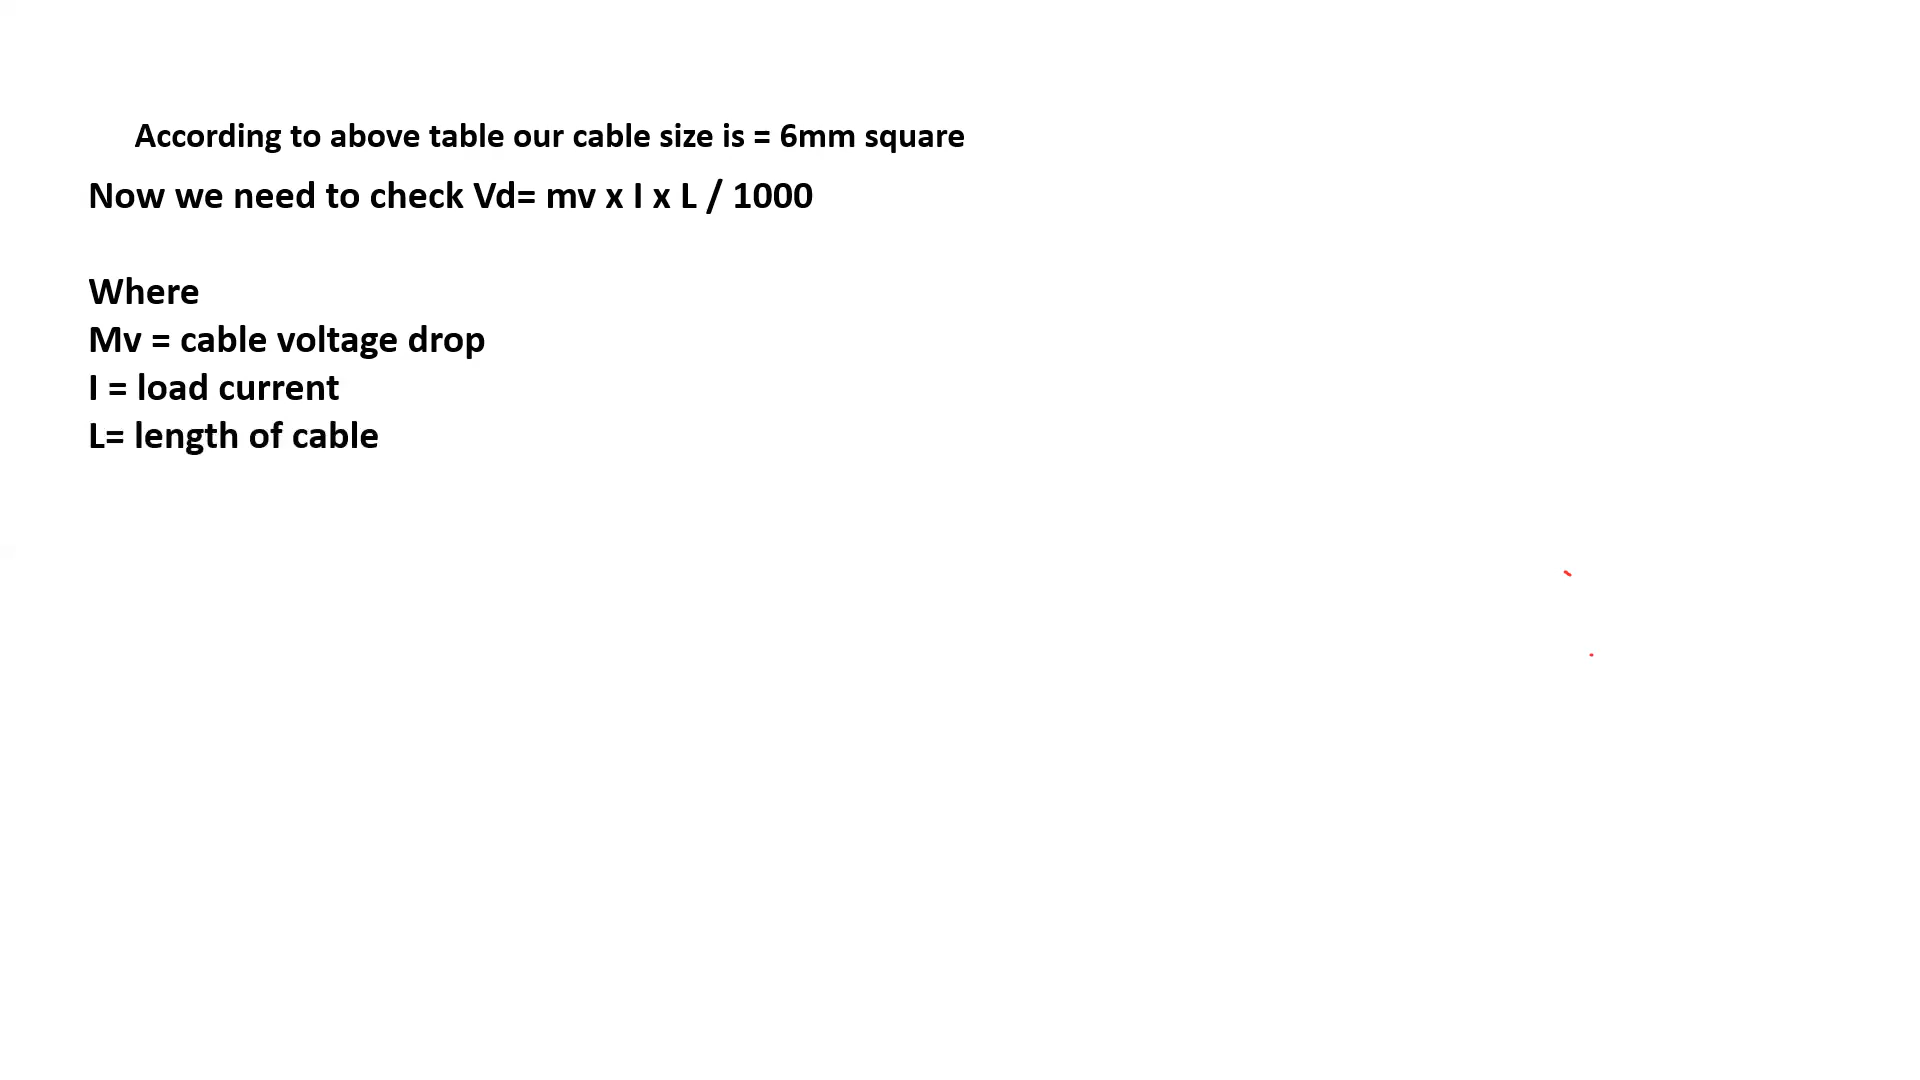 According to above table our cable size is = 6mm square
Now we need to check Vd= mv x I x L / 1000
Where
Mv = cable voltage drop
I = load current
L= length of cable